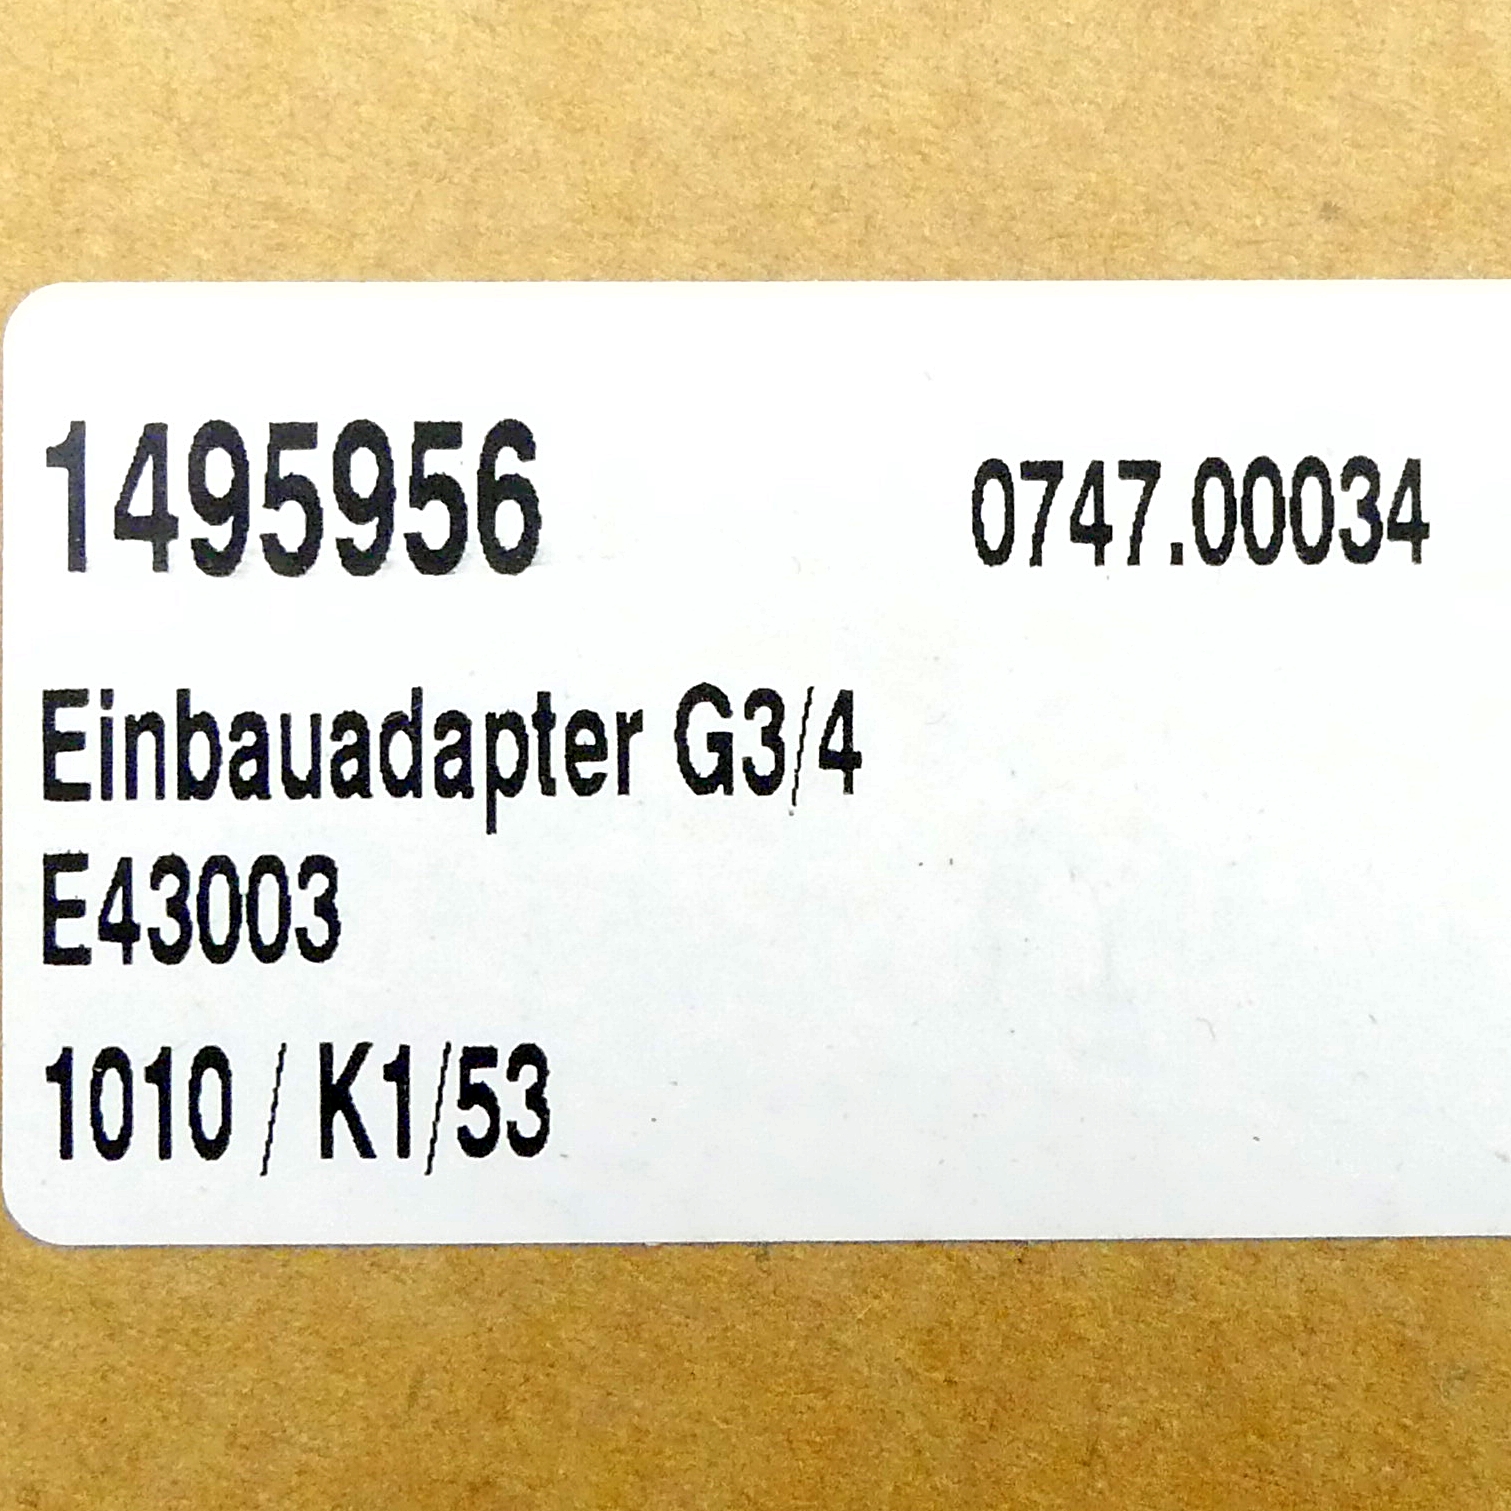 1495956 0747.00034
Einbauadapter G3/4
E43003
1010 / K1/53